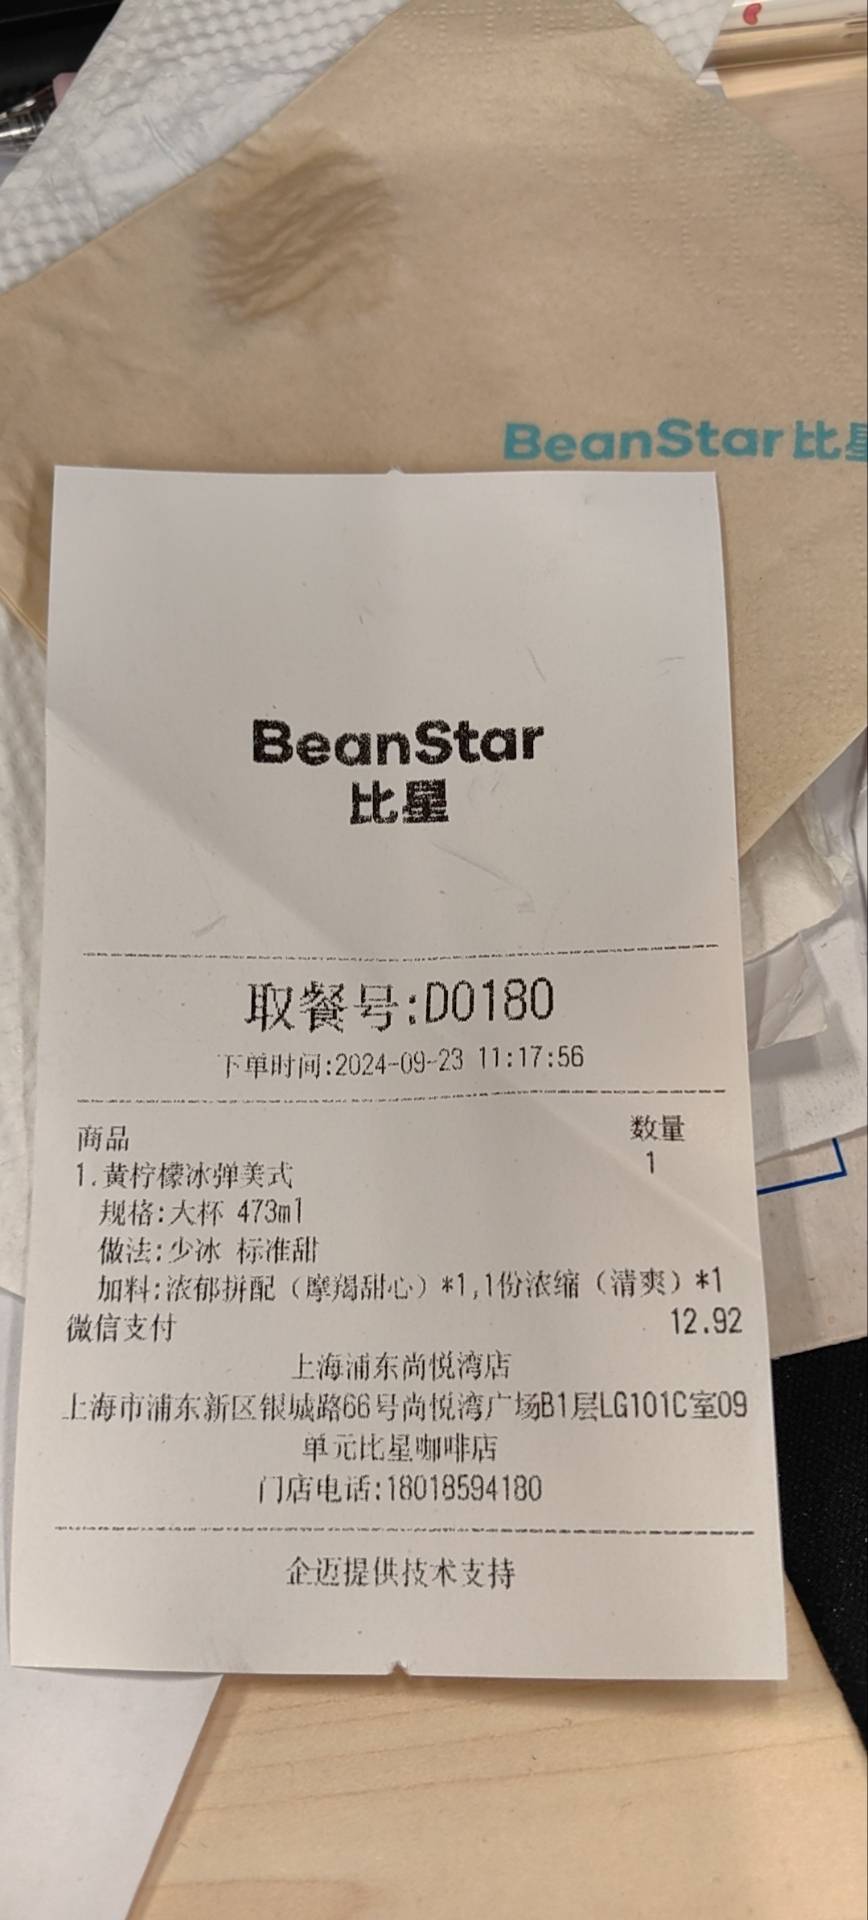 BeanStar比星
BeanStar
比星
取餐号:D0180
下单时间:2024-09-23 11:17:56
商品 数量
1.黄柠檬冰弹美式 1
规格:大杯 473ml
做法:少冰 标准甜
加料:浓郁拼配（摩羯甜心）*1,1份浓缩（清爽）*1
微信支付 12.92
上海浦东尚悦湾店
上海市浦东新区银城路66号尚悦湾广场B1层LG101C室09
单元比星咖啡店
门店电话:18018594180
企迈提供技术支持